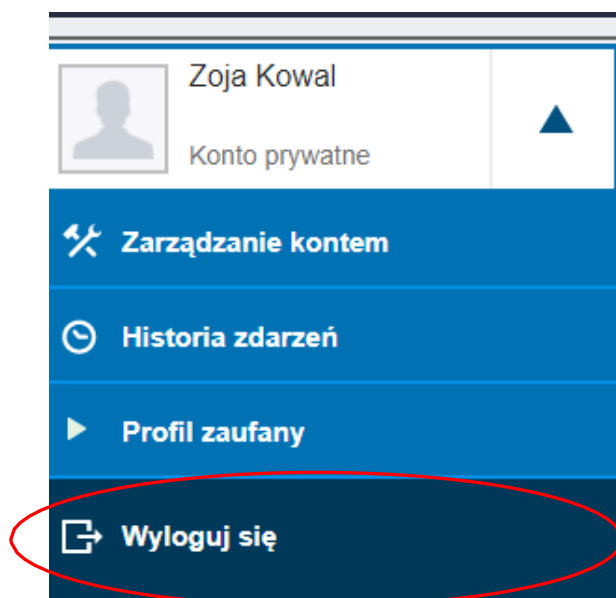 Zoja Kowal
Konto prywatne
Zarządzanie kontem
Historia zdarzeń
Profil zaufany
Wyloguj się